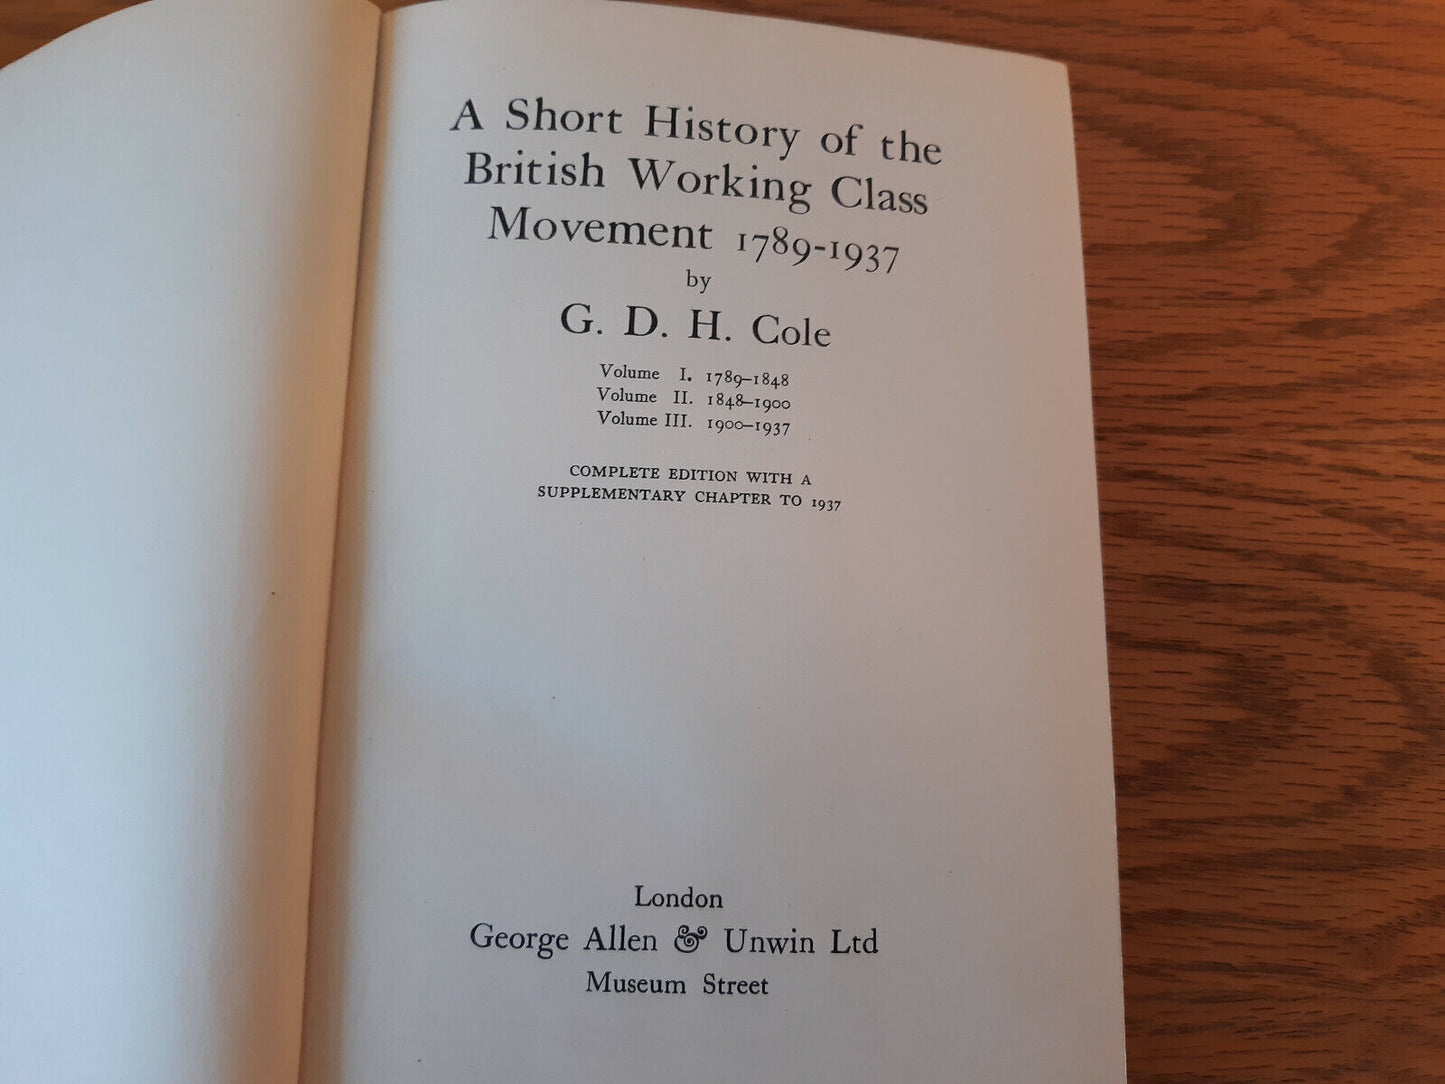 A Short History of the
British Working Class
Movement 1789-1937
by
G. D. H. Cole
Volume I. 1789–1848
Volume II. 1848–1900
Volume III. 1900–1937
COMPLETE EDITION WITH A
SUPPLEMENTARY CHAPTER TO 1937
London
George Allen & Unwin Ltd
Museum Street